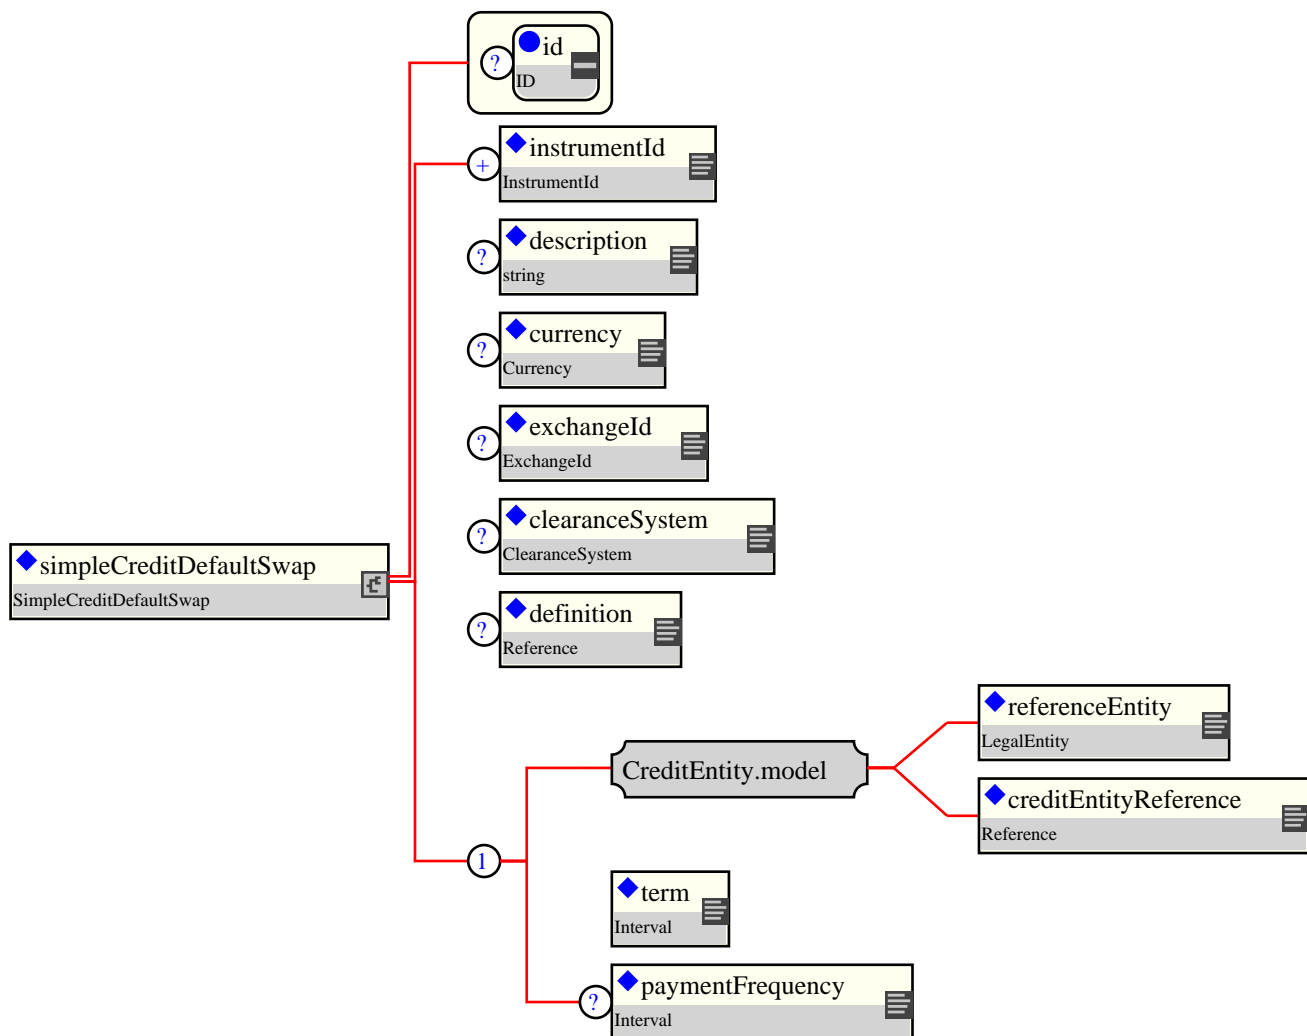 ?
id
ID
+
instrumentId
InstrumentId
?
description
string
?
currency
Currency
?
exchangeId
ExchangeId
?
clearanceSystem
ClearanceSystem
simpleCreditDefaultSwap
SimpleCreditDefaultSwap
?
definition
Reference
referenceEntity
LegalEntity
CreditEntity.model
creditEntityReference
Reference
1
term
Interval
?
paymentFrequency
Interval